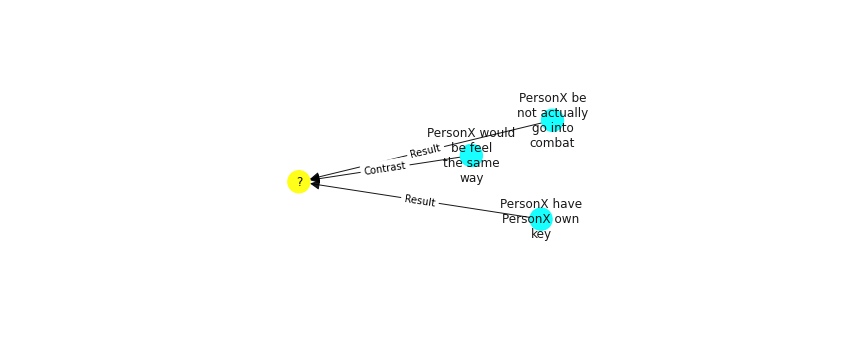 PersonX be
not actually
go into
combat
PersonX would
be feel
the same
way
Result
Contrast
?
Result
PersonX have
PersonX own
key